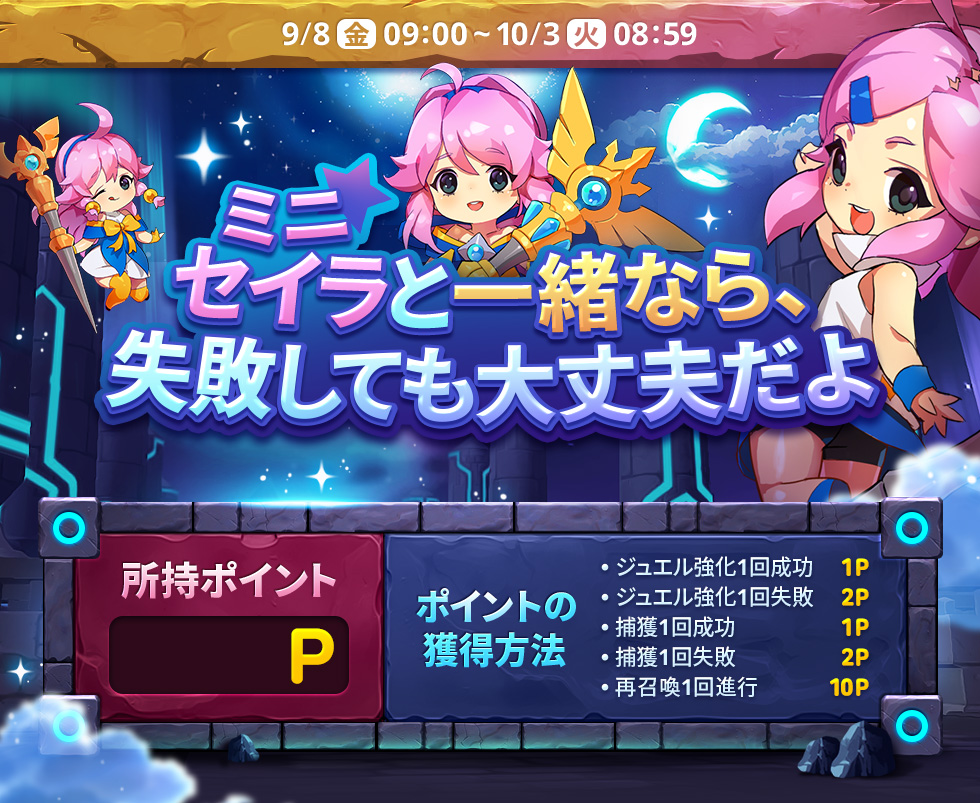 9/8 金 09:00 ~ 10/3 火 08:59
ミニ
セイラと一緒なら、
失敗しても大丈夫だよ
所持ポイント
P
ポイントの
獲得方法
• ジュエル強化1回成功 1P
• ジュエル強化1回失敗 2P
• 捕獲1回成功 1P
• 捕獲1回失敗 2P
• 再召喚1回進行 10P